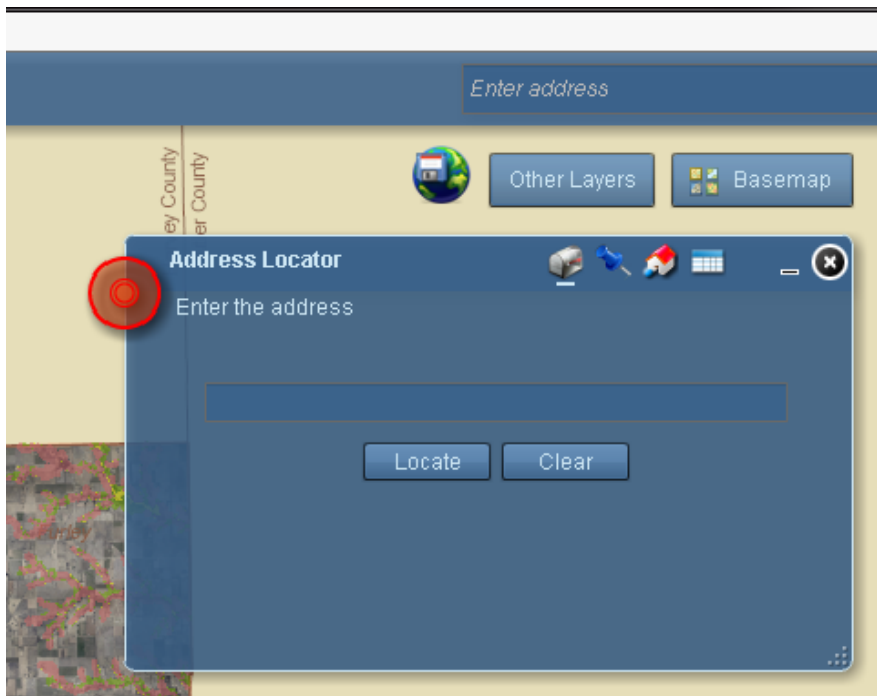 Enter address
ey County
er County
Other Layers
Basemap
Address Locator
Enter the address
Locate
Clear